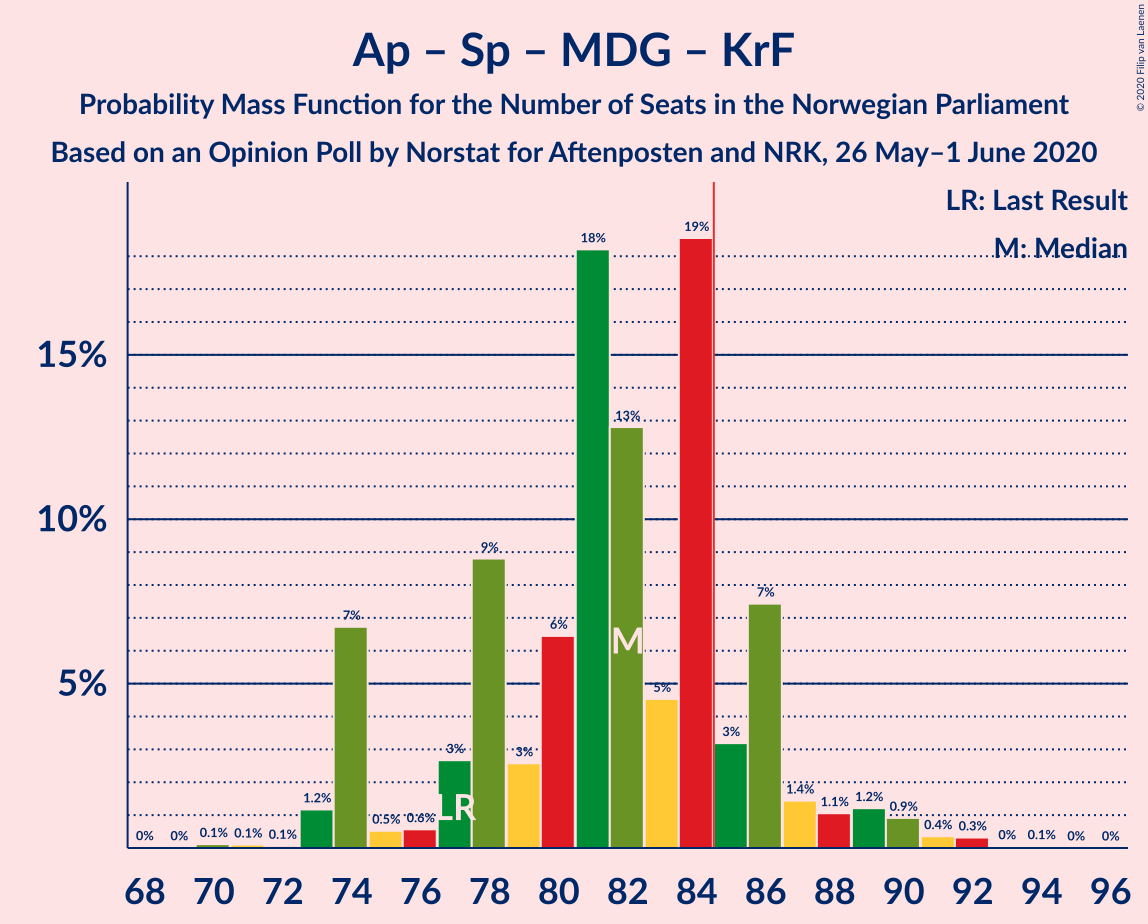 Ap – Sp – MDG – KrF
Probability Mass Function for the Number of Seats in the Norwegian Parliament
Based on an Opinion Poll by Norstat for Aftenposten and NRK, 26 May–1 June 2020
© 2020 Filip van Laenen
LR: Last Result
M: Median
15%
10%
5%
0% 0% 0.1% 0.1% 0.1% 1.2% 7% 0.5% 0.6% 3% 9% 3% 6% 18% 13% 5% 19% 3% 7% 1.4% 1.1% 1.2% 0.9% 0.4% 0.3% 0% 0.1% 0% 0%
LR
M
68 70 72 74 76 78 80 82 84 86 88 90 92 94 96